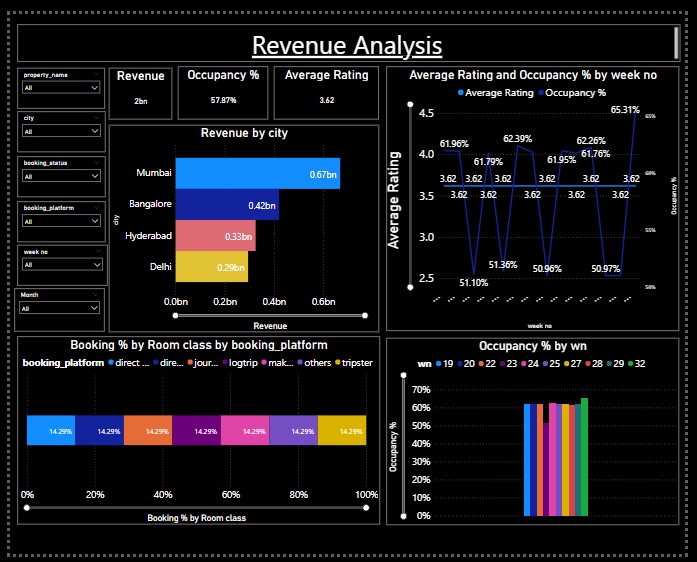 Revenue Analysis
property_name
All
city
All
booking_status
All
booking_platform
All
week no
All
Month
All
Revenue
2bn
Occupancy %
57.87%
Average Rating
3.62
Revenue by city
city
Mumbai
0.67bn
Bangalore
0.42bn
Hyderabad
0.33bn
Delhi
0.29bn
0.0bn 0.2bn 0.4bn 0.6bn
Revenue
Average Rating and Occupancy % by week no
Average Rating Occupancy %
Average Rating
4.5
4.0
3.5
3.0
2.5
65.31%
61.96%
62.39%
62.26%
61.79%
61.95%
61.76%
3.62 3.62 3.62 3.62 3.62 3.62 3.62
3.62 3.62 3.62 3.62 3.62 3.62
51.10%
51.36%
50.96%
50.97%
65%
60%
55%
50%
Occupancy %
week no
Booking % by Room class by booking_platform
booking_platform direct ... dire... jour... logtrip mak... others tripster
14.29% 14.29% 14.29% 14.29% 14.29% 14.29% 14.29%
0% 20% 40% 60% 80% 100%
Booking % by Room class
Occupancy % by wn
wn 19 20 22 23 24 25 27 28 29 32
Occupancy %
70%
60%
50%
40%
30%
20%
10%
0%